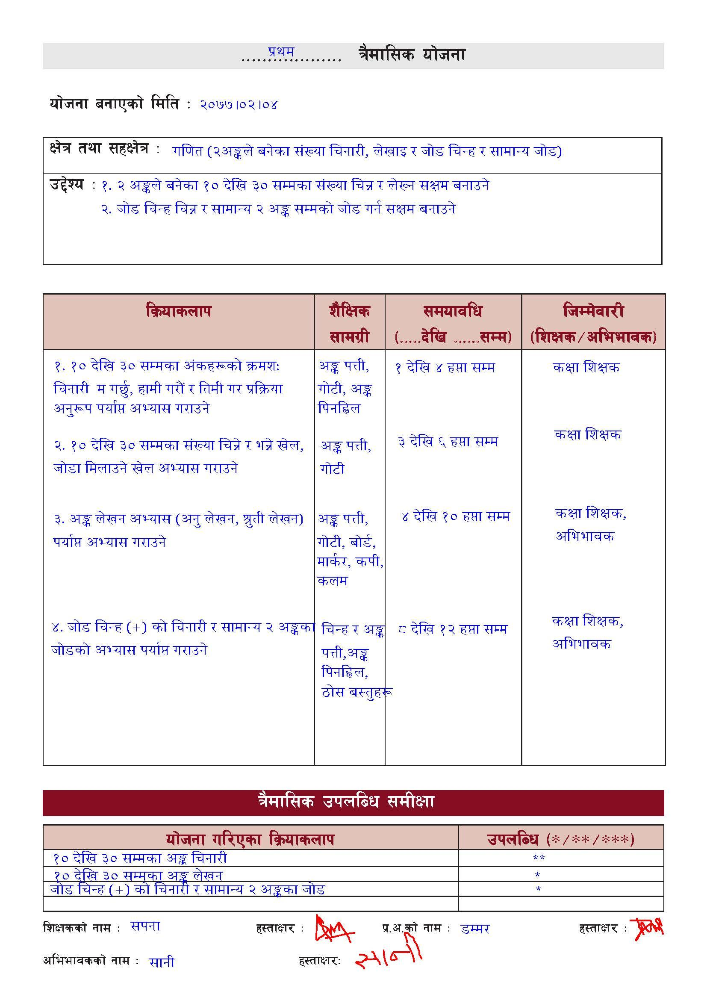 प्रथम त्रैमासिक योजना
योजना बनाएको मिति : २०७७।०२।०४
क्षेत्र तथा सहक्षेत्र : गणित (२अङ्कले बनेका संख्या चिनारी, लेखाइ र जोड चिन्ह र सामान्य जोड)
उद्देश्य : १. २ अङ्कले बनेका १० देखि ३० सम्मका संख्या चिन्न र लेख्न सक्षम बनाउने
२. जोड चिन्ह चिन्न र सामान्य २ अङ्क सम्मको जोड गर्न सक्षम बनाउने
क्रियाकलाप
शैक्षिक
सामग्री
समयावधि
(.....देखि ......सम्म)
जिम्मेवारी
(शिक्षक/अभिभावक)
१. १० देखि ३० सम्मका अंकहरूको क्रमश:
चिनारी म गर्छु, हामी गरौं र तिमी गर प्रक्रिया
अनुरूप पर्याप्त अभ्यास गराउने
अङ्क पत्ती,
गोटी, अङ्क
पिनह्विल
१ देखि ४ हप्ता सम्म
कक्षा शिक्षक
२. १० देखि ३० सम्मका संख्या चिन्ने र भन्ने खेल,
जोडा मिलाउने खेल अभ्यास गराउने
अङ्क पत्ती,
गोटी
३ देखि ६ हप्ता सम्म
कक्षा शिक्षक
३. अङ्क लेखन अभ्यास (अनु लेखन, श्रुती लेखन)
पर्याप्त अभ्यास गराउने
अङ्क पत्ती,
गोटी, बोर्ड,
मार्कर, कपी,
कलम
४ देखि १० हप्ता सम्म
कक्षा शिक्षक,
अभिभावक
४. जोड चिन्ह (+) को चिनारी र सामान्य २ अङ्कका
जोडको अभ्यास पर्याप्त गराउने
चिन्ह र अङ्क
पत्ती,अङ्क
पिनह्विल,
ठोस बस्तुहरू
८ देखि १२ हप्ता सम्म
कक्षा शिक्षक,
अभिभावक
त्रैमासिक उपलब्धि समीक्षा
योजना गरिएका क्रियाकलाप उपलब्धि (*/**/***)
१० देखि ३० सम्मका अङ्क चिनारी **
१० देखि ३० सम्मका अङ्क लेखन *
जोड चिन्ह (+) को चिनारी र सामान्य २ अङ्कका जोड *
शिक्षकको नाम : सपना हस्ताक्षर : प्र.अ.को नाम : डम्मर हस्ताक्षर :
अभिभावकको नाम : सानी हस्ताक्षर: सानी